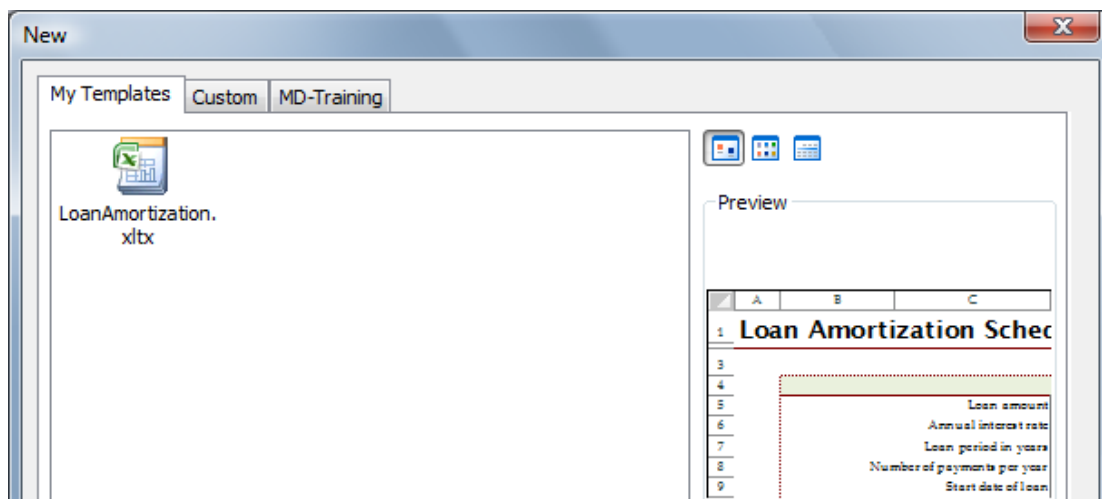 New
X
My Templates Custom MD-Training
LoanAmortization.
xltx
Preview
A B C
1 Loan Amortization Sched
3
4
5 Loan amount
6 Annual interest rate
7 Loan period in years
8 Number of payments per year
9 Start date of loan